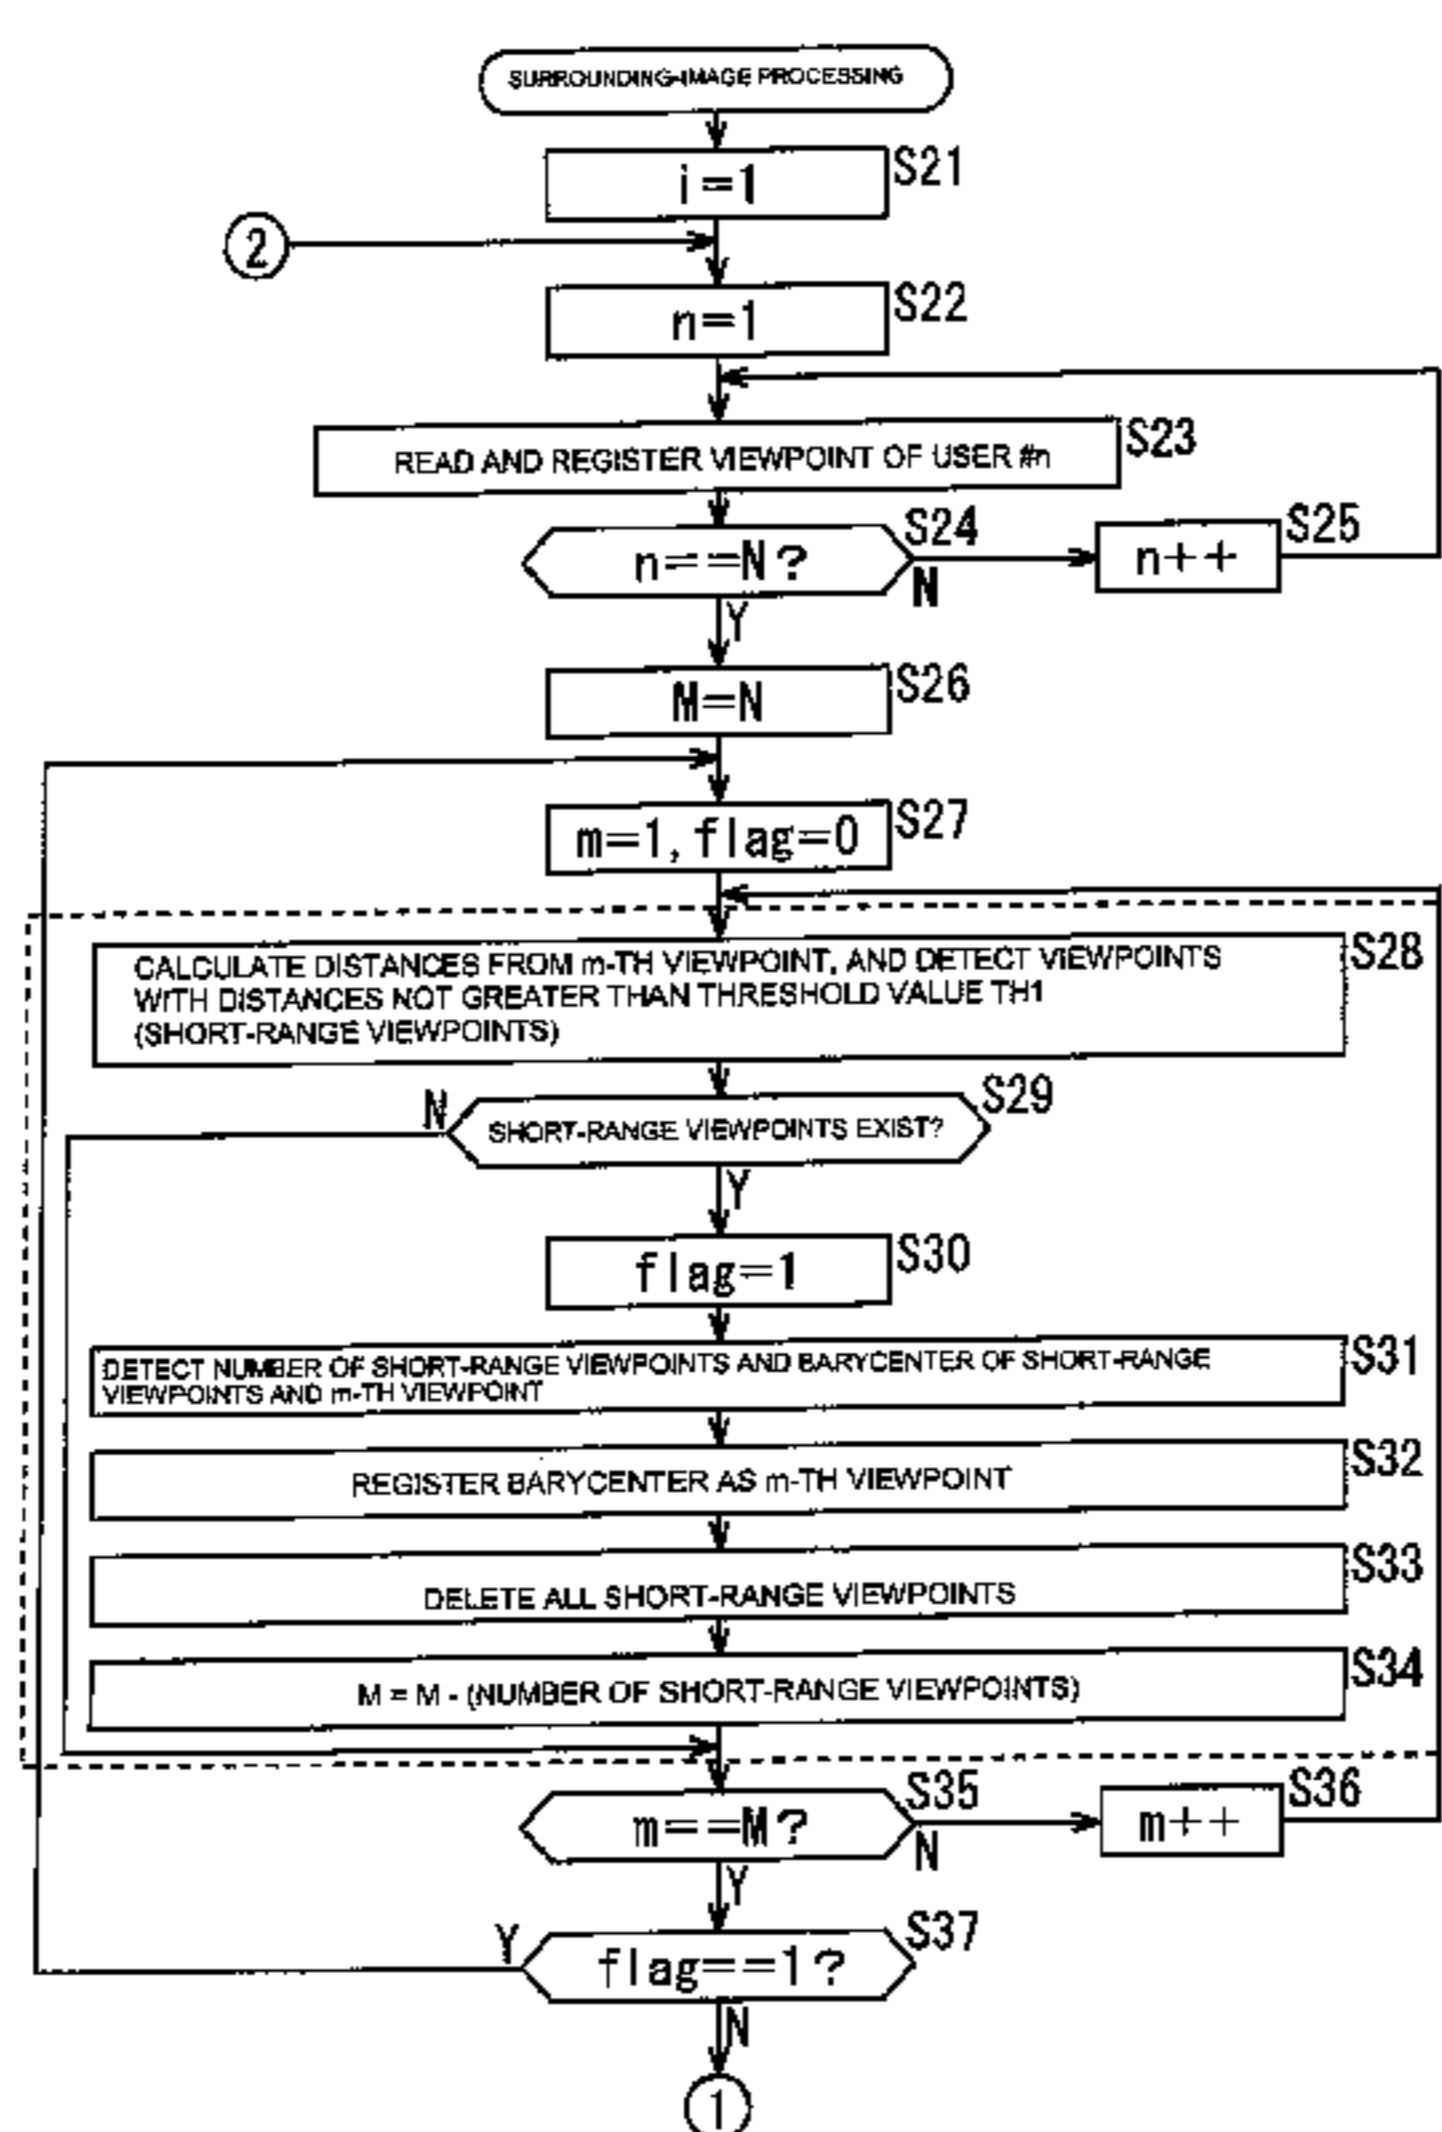 SURROUNDING-IMAGE PROCESSING
S21
i=1
2
S22
n=1
S23
READ AND REGISTER VIEWPOINT OF USER #n
S24
n==N?
N
S25
n++
Y
S26
M=N
S27
m=1,flag=0
S28
CALCULATE DISTANCES FROM m-TH VIEWPOINT, AND DETECT VIEWPOINTS
WITH DISTANCES NOT GREATER THAN THRESHOLD VALUE TH1
(SHORT-RANGE VIEWPOINTS)
S29
N
SHORT-RANGE VIEWPOINTS EXIST?
Y
S30
flag=1
S31
DETECT NUMBER OF SHORT-RANGE VIEWPOINTS AND BARYCENTER OF SHORT-RANGE
VIEWPOINTS AND m-TH VIEWPOINT
S32
REGISTER BARYCENTER AS m-TH VIEWPOINT
S33
DELETE ALL SHORT-RANGE VIEWPOINTS
S34
M = M - (NUMBER OF SHORT-RANGE VIEWPOINTS)
S35
m==M?
N
S36
m++
Y
S37
Y
flag==1?
N
1